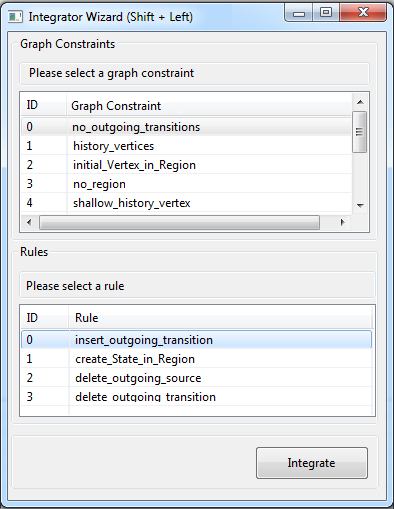 Integrator Wizard (Shift + Left)
Graph Constraints
Please select a graph constraint
ID Graph Constraint
0 no_outgoing_transitions
1 history_vertices
2 initial_Vertex_in_Region
3 no_region
4 shallow_history_vertex
Rules
Please select a rule
ID Rule
0 insert_outgoing_transition
1 create_State_in_Region
2 delete_outgoing_source
3 delete_outgoing_transition
Integrate